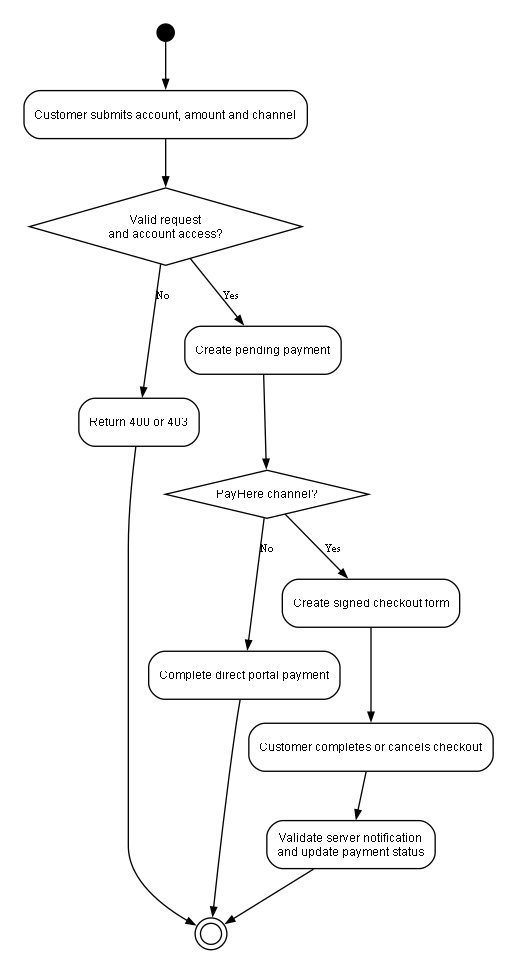 Customer submits account, amount and channel
Valid request
and account access?
No
Yes
Create pending payment
Return 400 or 403
PayHere channel?
No
Yes
Create signed checkout form
Complete direct portal payment
Customer completes or cancels checkout
Validate server notification
and update payment status